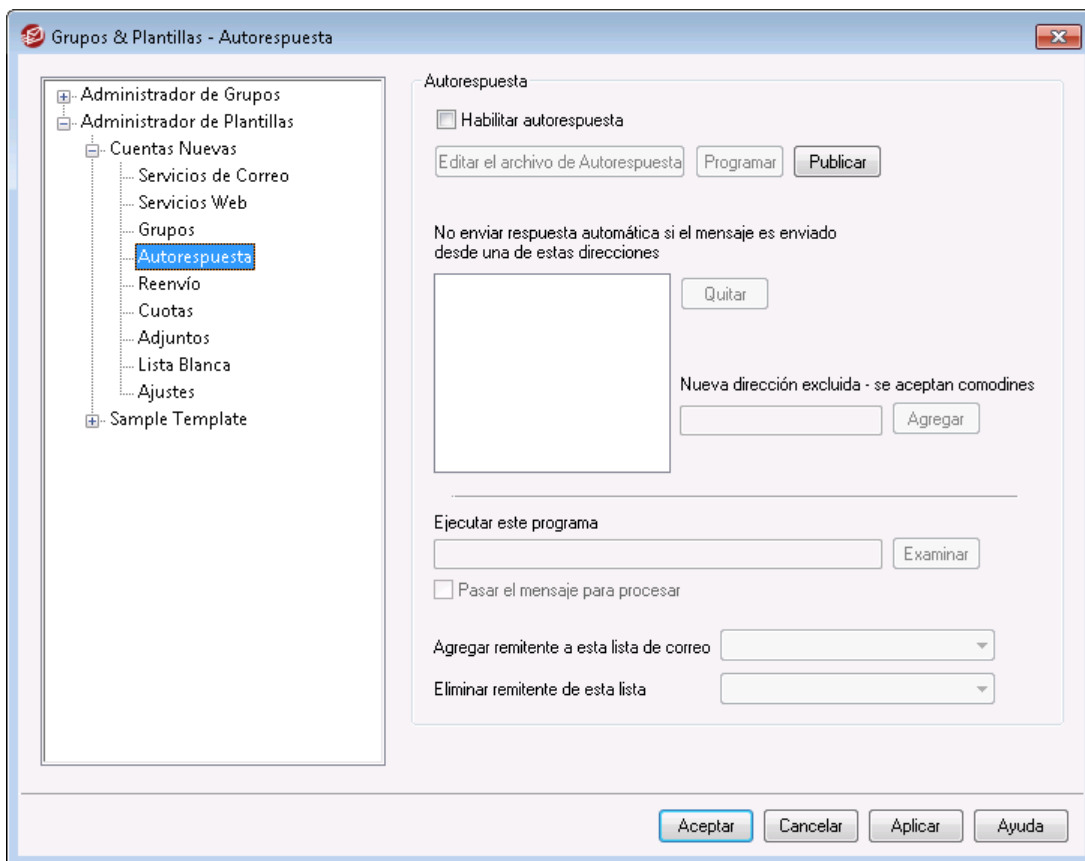 Grupos & Plantillas - Autorespuesta
Administrador de Grupos
Administrador de Plantillas
Cuentas Nuevas
Servicios de Correo
Servicios Web
Grupos
Autorespuesta
Reenvío
Cuotas
Adjuntos
Lista Blanca
Ajustes
Sample Template
Autorespuesta
Habilitar autorespuesta
Editar el archivo de Autorespuesta Programar Publicar
No enviar respuesta automática si el mensaje es enviado
desde una de estas direcciones
Quitar
Nueva dirección excluida - se aceptan comodines
Agregar
Ejecutar este programa
Examinar
Pasar el mensaje para procesar
Agregar remitente a esta lista de correo
Eliminar remitente de esta lista
Aceptar Cancelar Aplicar Ayuda